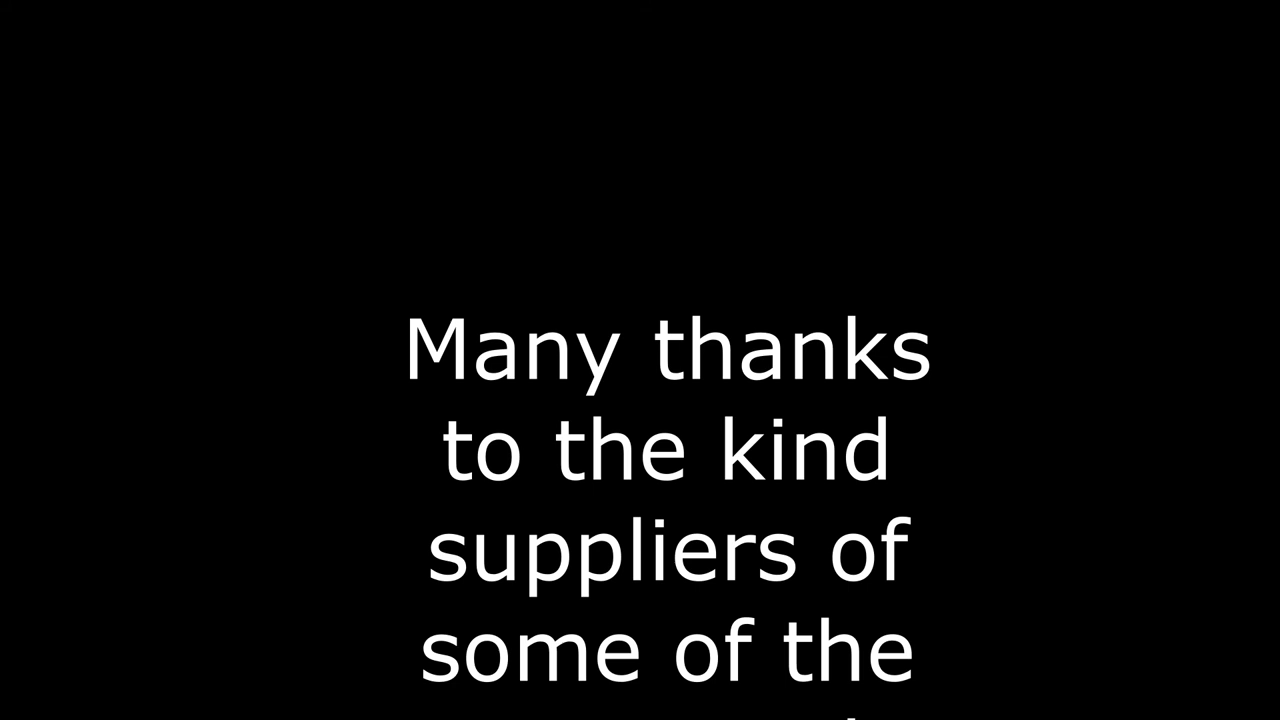 Many thanks
to the kind
suppliers of
some of the